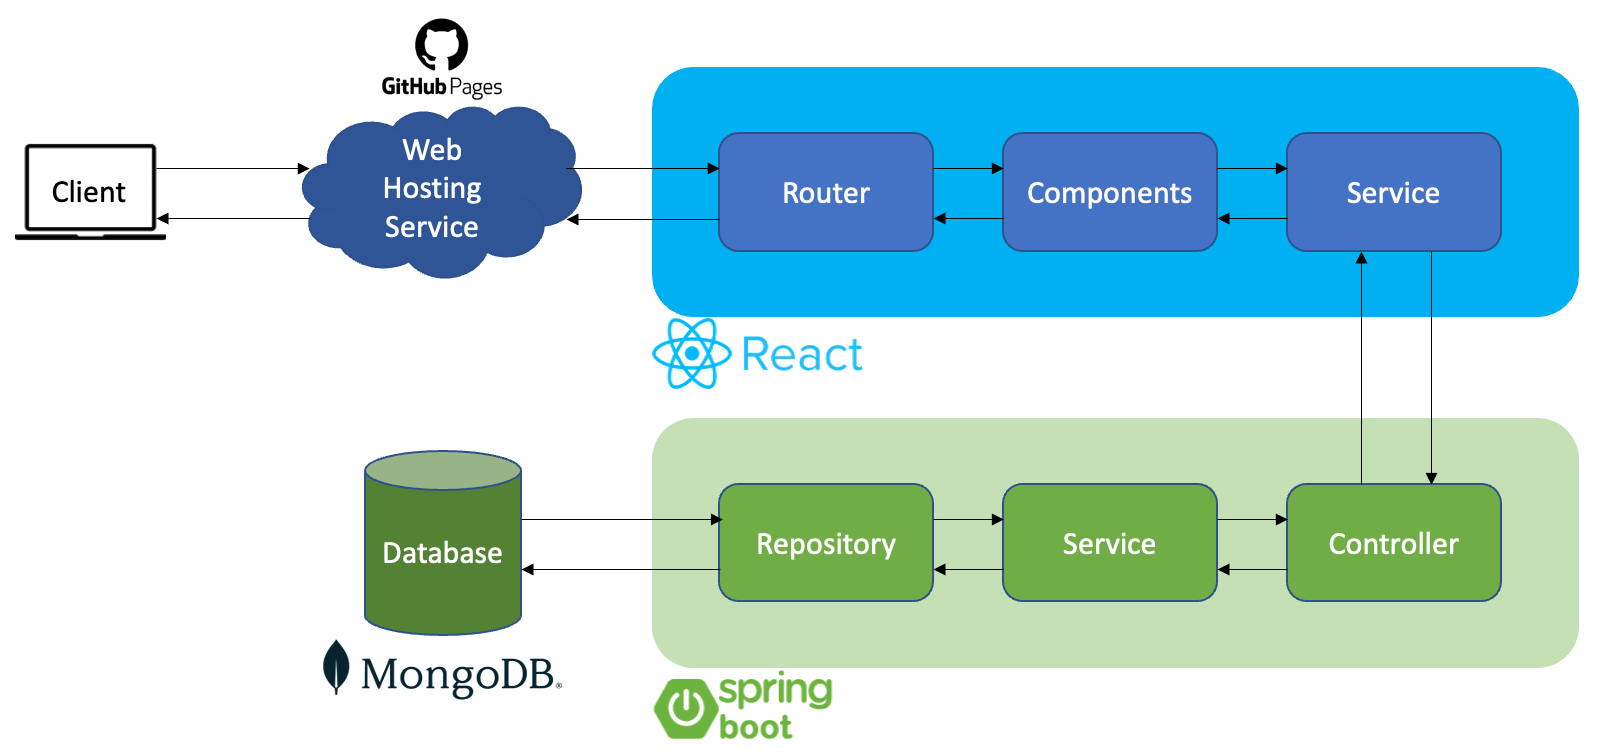 GitHub Pages
Client
Web
Hosting
Service
Router
Components
Service
React
Database
Repository
Service
Controller
MongoDB®
spring
boot